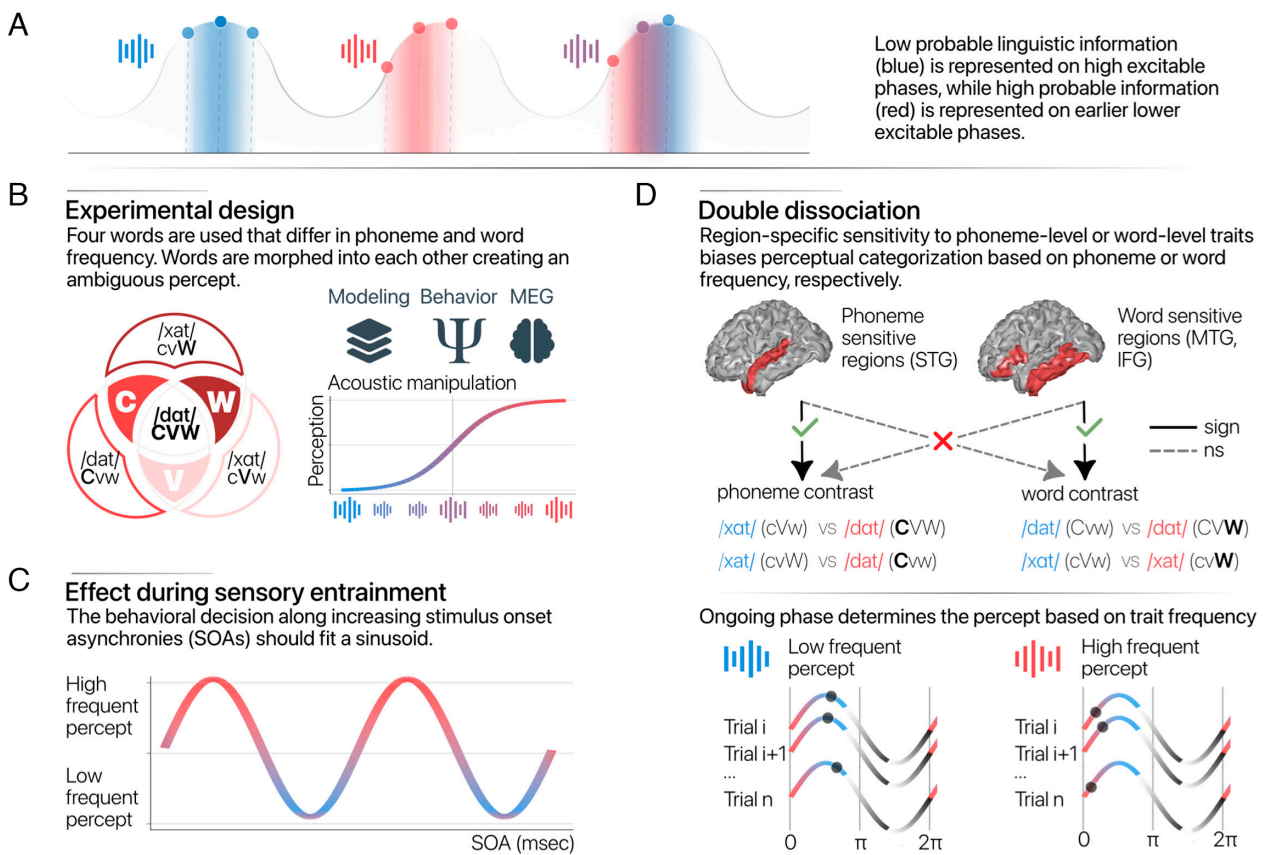 A
Low probable linguistic information
(blue) is represented on high excitable
phases, while high probable information
(red) is represented on earlier lower
excitable phases.
B
Experimental design
Four words are used that differ in phoneme and word
frequency. Words are morphed into each other creating an
ambiguous percept.
/xat/
cvW
C
W
/dɑt/
CVW
/dat/
Cvw
V
/xɑt/
cVw
Modeling Behavior MEG
Ψ
Acoustic manipulation
Perception
C
Effect during sensory entrainment
The behavioral decision along increasing stimulus onset
asynchronies (SOAs) should fit a sinusoid.
High
frequent
percept
Low
frequent
percept
SOA (msec)
D
Double dissociation
Region-specific sensitivity to phoneme-level or word-level traits
biases perceptual categorization based on phoneme or word
frequency, respectively.
Phoneme
sensitive
regions (STG)
Word sensitive
regions (MTG,
IFG)
sign
ns
phoneme contrast
/xɑt/ (cVw) vs /dɑt/ (CVW)
/xat/ (cvW) vs /dat/ (Cvw)
word contrast
/dat/ (Cvw) vs /dɑt/ (CVW)
/xɑt/ (cVw) vs /xat/ (cvW)
Ongoing phase determines the percept based on trait frequency
Low frequent
percept
Trial i
Trial i+1
...
Trial n
0 π 2π
High frequent
percept
Trial i
Trial i+1
...
Trial n
0 π 2π